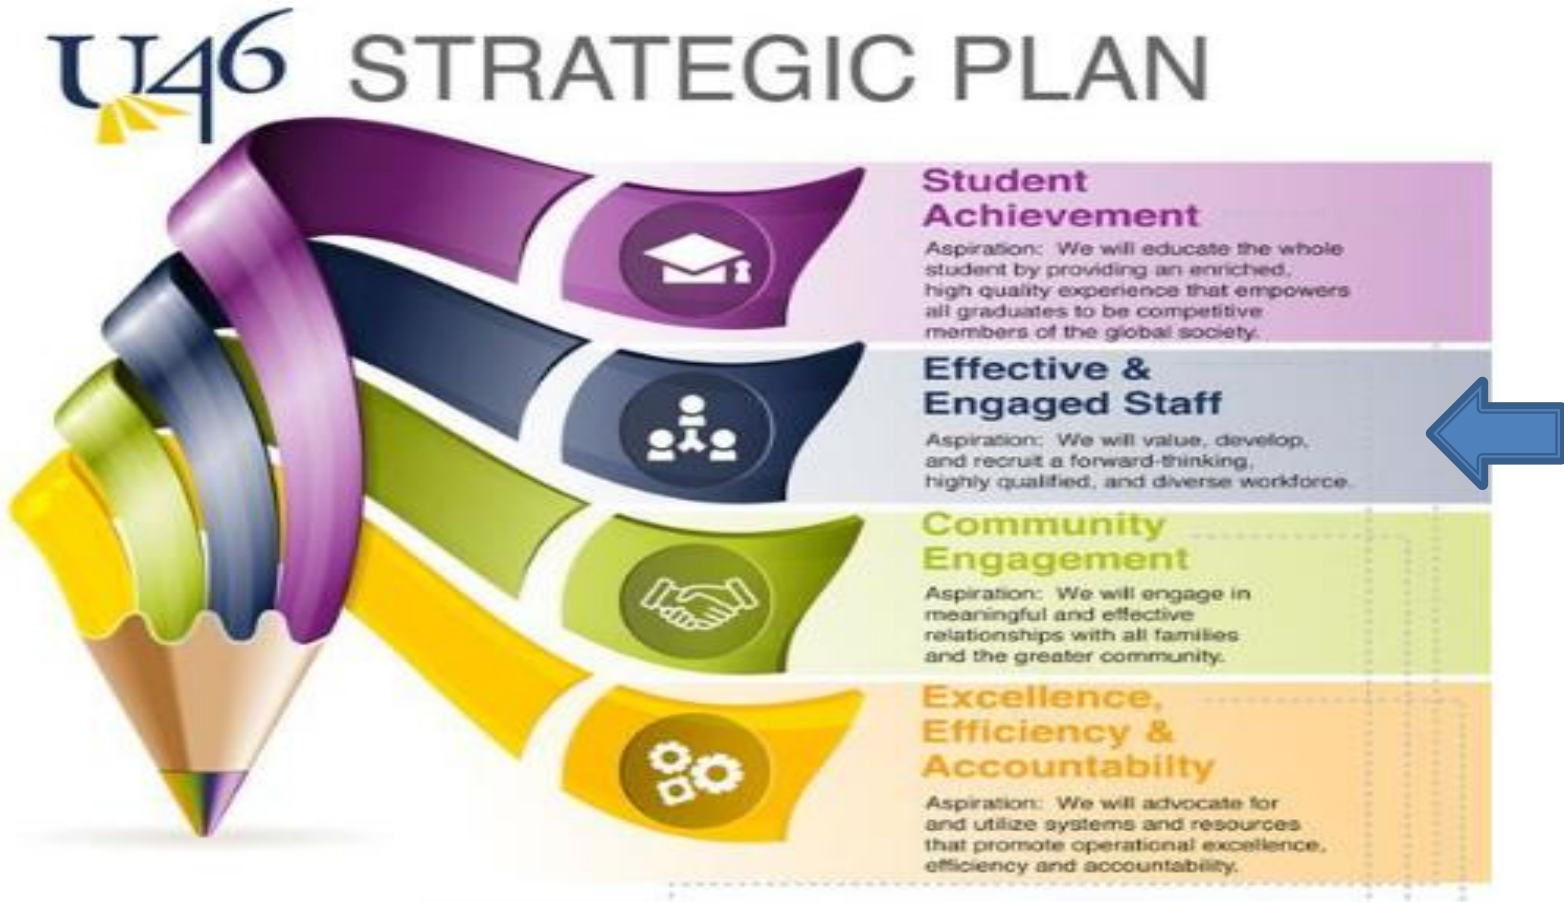 U46 STRATEGIC PLAN
Student
Achievement
Aspiration: We will educate the whole
student by providing an enriched,
high quality experience that empowers
all graduates to be competitive
members of the global society.
Effective &
Engaged Staff
Aspiration: We will value, develop,
and recruit a forward-thinking,
highly qualified, and diverse workforce.
Community
Engagement
Aspiration: We will engage in
meaningful and effective
relationships with all families
and the greater community.
Excellence,
Efficiency &
Accountabilty
Aspiration: We will advocate for
and utilize systems and resources
that promote operational excellence,
efficiency and accountability.